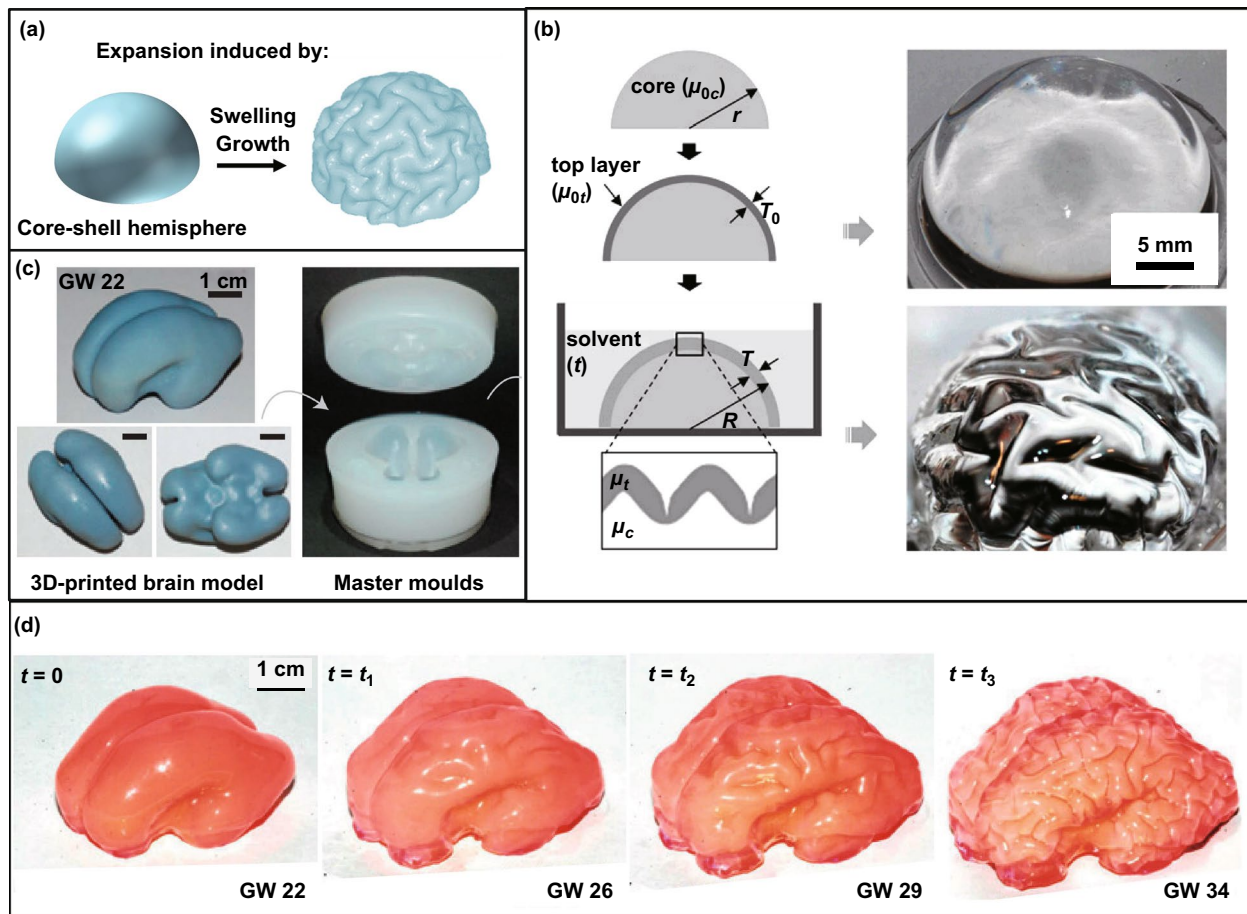 (a)
Expansion induced by:
Swelling
Growth
Core-shell hemisphere
(b)
core (μ0c)
r
top layer
(μ0t)
T0
5 mm
solvent
(t)
T
R
μt
μc
(c)
GW 22
1 cm
3D-printed brain model
Master moulds
(d)
t = 0
1 cm
t = t1
t = t2
t = t3
GW 22
GW 26
GW 29
GW 34